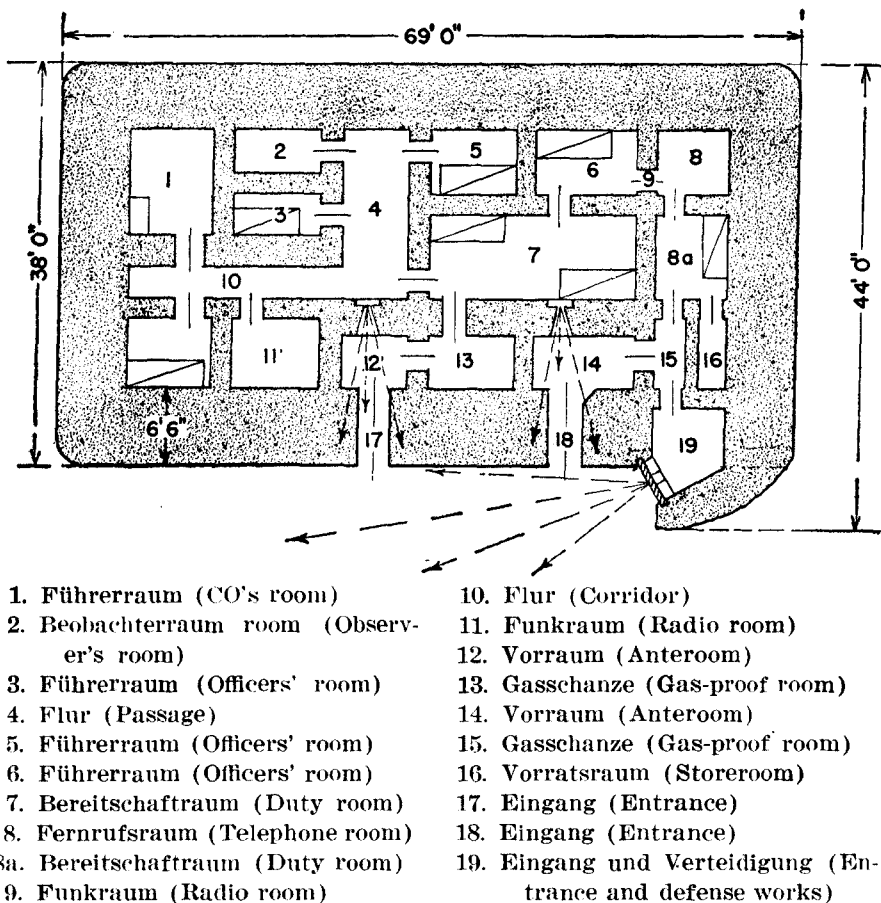 69' 0"
38' 0"
44' 0"
6' 6"
1
2
3
4
5
6
9
8
7
8a
10
11
12
13
14
15
16
17
18
19
1. Führerraum (CO's room)
2. Beobachterraum room (Observ-
er's room)
3. Führerraum (Officers' room)
4. Flur (Passage)
5. Führerraum (Officers' room)
6. Führerraum (Officers' room)
7. Bereitschaftraum (Duty room)
8. Fernrufsraum (Telephone room)
8a. Bereitschaftraum (Duty room)
9. Funkraum (Radio room)
10. Flur (Corridor)
11. Funkraum (Radio room)
12. Vorraum (Anteroom)
13. Gasschanze (Gas-proof room)
14. Vorraum (Anteroom)
15. Gasschanze (Gas-proof room)
16. Vorratsraum (Storeroom)
17. Eingang (Entrance)
18. Eingang (Entrance)
19. Eingang und Verteidigung (En-
trance and defense works)